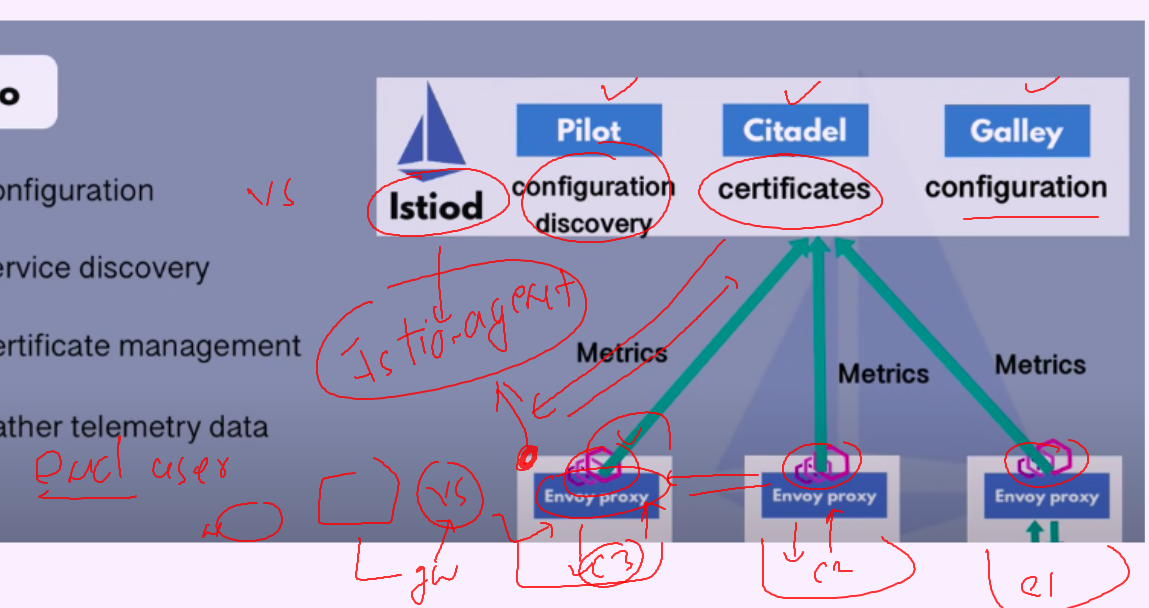 o
Pilot
Citadel
Galley
onfiguration
vs
Istiod
configuration
discovery
certificates
configuration
ervice discovery
Istio-agent
ertificate management
Metrics
Metrics
Metrics
ather telemetry data
end user
vs
Envoy proxy
Envoy proxy
Envoy proxy
gw
C3
C2
C1